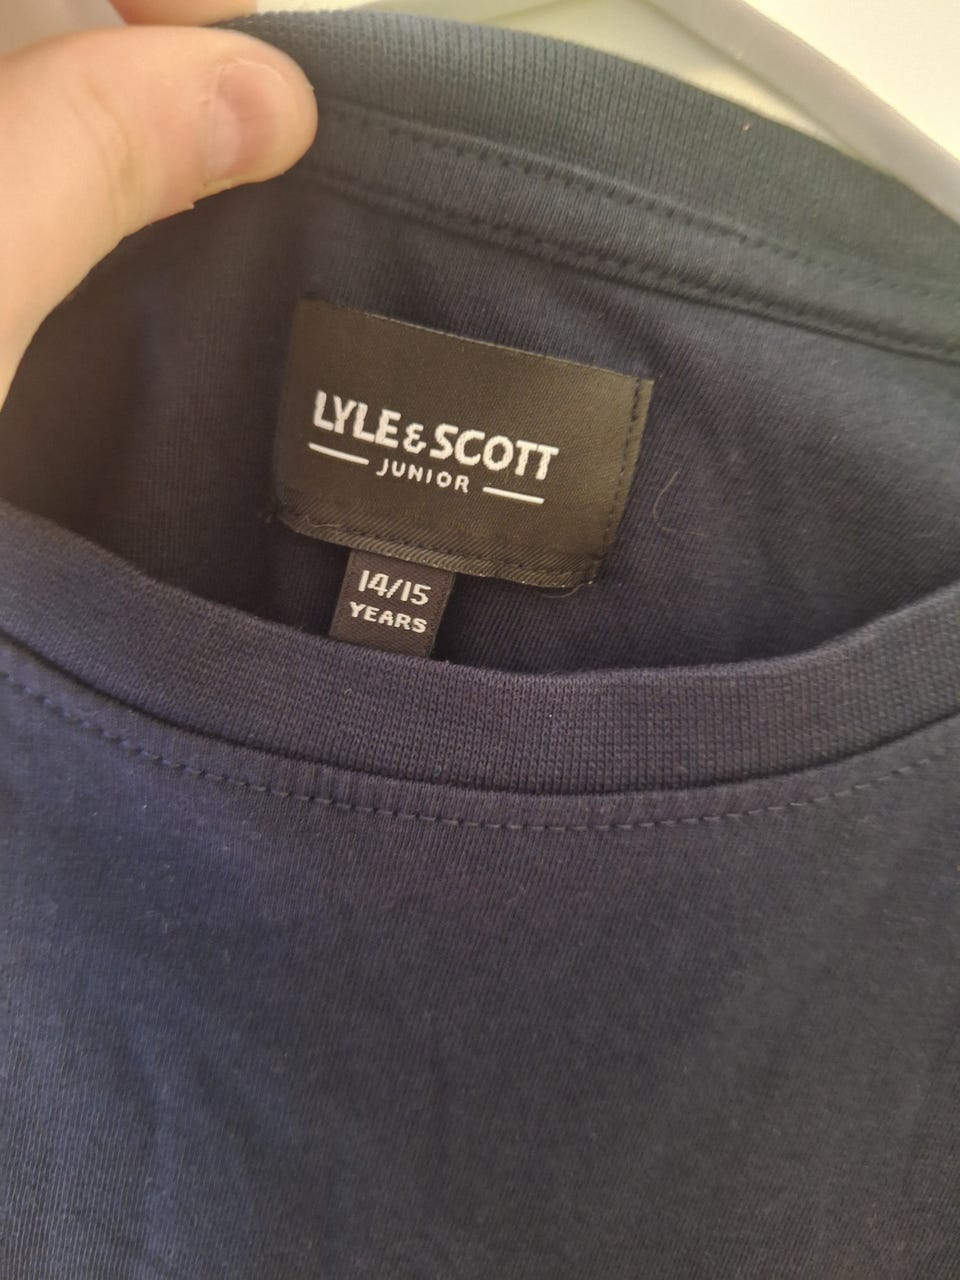 LYLE & SCOTT
JUNIOR
14/15
YEARS